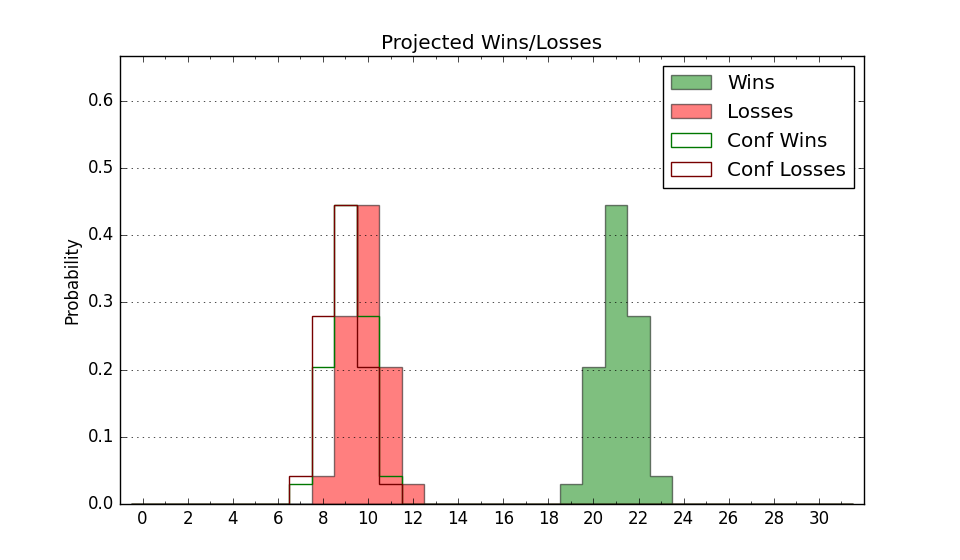 Projected Wins/Losses
Wins
Losses
Conf Wins
Conf Losses
Probability
0.6
0.5
0.4
0.3
0.2
0.1
0.0
0 2 4 6 8 10 12 14 16 18 20 22 24 26 28 30